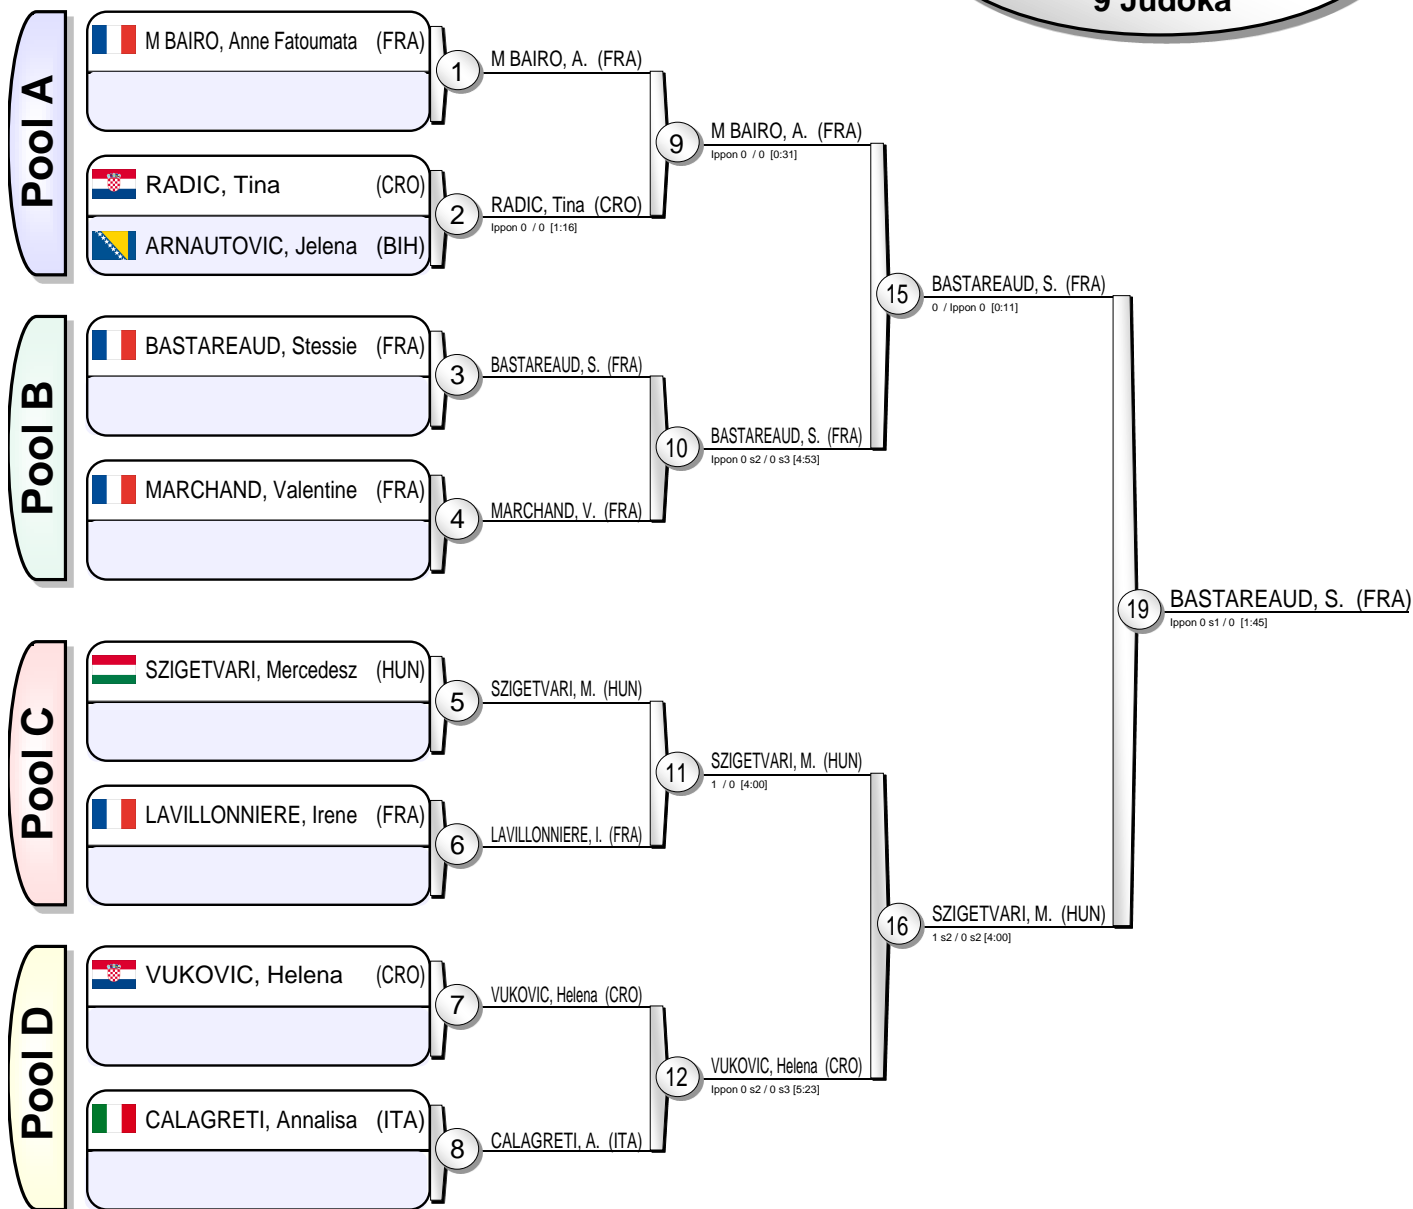 9 Judoka
Pool A
M BAIRO, Anne Fatoumata (FRA)
RADIC, Tina (CRO)
ARNAUTOVIC, Jelena (BIH)
1
M BAIRO, A. (FRA)
2
RADIC, Tina (CRO)
Ippon 0 / 0 [1:16]
9
M BAIRO, A. (FRA)
Ippon 0 / 0 [0:31]
Pool B
BASTAREAUD, Stessie (FRA)
MARCHAND, Valentine (FRA)
3
BASTAREAUD, S. (FRA)
4
MARCHAND, V. (FRA)
10
BASTAREAUD, S. (FRA)
Ippon 0 s2 / 0 s3 [4:53]
15
BASTAREAUD, S. (FRA)
0 / Ippon 0 [0:11]
Pool C
SZIGETVARI, Mercedesz (HUN)
LAVILLONNIERE, Irene (FRA)
5
SZIGETVARI, M. (HUN)
6
LAVILLONNIERE, I. (FRA)
11
SZIGETVARI, M. (HUN)
1 / 0 [4:00]
Pool D
VUKOVIC, Helena (CRO)
CALAGRETI, Annalisa (ITA)
7
VUKOVIC, Helena (CRO)
8
CALAGRETI, A. (ITA)
12
VUKOVIC, Helena (CRO)
Ippon 0 s2 / 0 s3 [5:23]
16
SZIGETVARI, M. (HUN)
1 s2 / 0 s2 [4:00]
19
BASTAREAUD, S. (FRA)
Ippon 0 s1 / 0 [1:45]